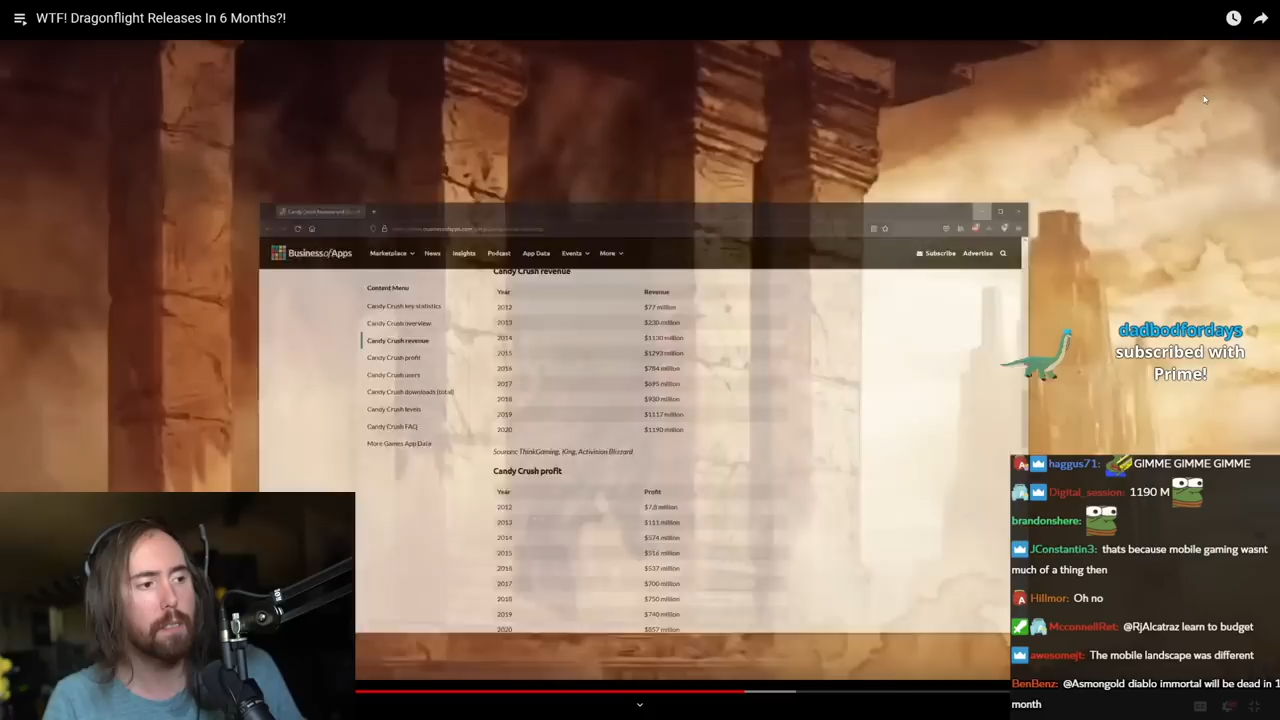 WTF! Dragonflight Releases In 6 Months?!
BusinessofApps
Marketplace
News
Insights
Podcast
App Data
Events
More
Subscribe
Advertise
Content Menu
Candy Crush key statistics
Candy Crush overview
Candy Crush revenue
Candy Crush profit
Candy Crush users
Candy Crush downloads (total)
Candy Crush levels
Candy Crush FAQ
More Games App Data
Candy Crush revenue
Year Revenue
2012 $77 million
2013 $230 million
2014 $1130 million
2015 $1293 million
2016 $784 million
2017 $695 million
2018 $930 million
2019 $1117 million
2020 $1190 million
Sources: ThinkGaming, King, Activision Blizzard
Candy Crush profit
Year Profit
2012 $7.8 million
2013 $111 million
2014 $574 million
2015 $516 million
2016 $537 million
2017 $700 million
2018 $750 million
2019 $740 million
2020 $857 million
dadbodfordays
subscribed with
Prime!
haggus71: GIMME GIMME GIMME
Digital_session: 1190 M
brandonshere:
JConstantin3: thats because mobile gaming wasnt
much of a thing then
Hillmor: Oh no
McconnellRet: @RjAlcatraz learn to budget
awesomejt: The mobile landscape was different
BenBenz: @Asmongold diablo immortal will be dead in 1
month